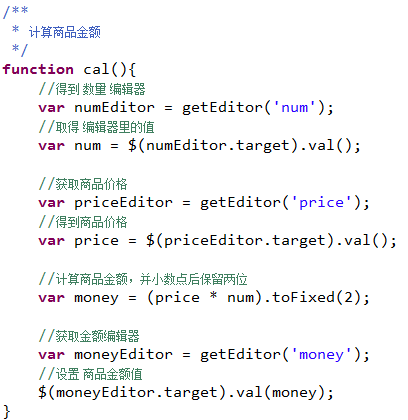 /**
 * 计算商品金额
 */
function cal(){
    //得到 数量 编辑器
    var numEditor = getEditor('num');
    //取得 编辑器里的值
    var num = $(numEditor.target).val();

    //获取商品价格
    var priceEditor = getEditor('price');
    //得到商品价格
    var price = $(priceEditor.target).val();

    //计算商品金额，并小数点后保留两位
    var money = (price * num).toFixed(2);

    //获取金额编辑器
    var moneyEditor = getEditor('money');
    //设置 商品金额值
    $(moneyEditor.target).val(money);
}